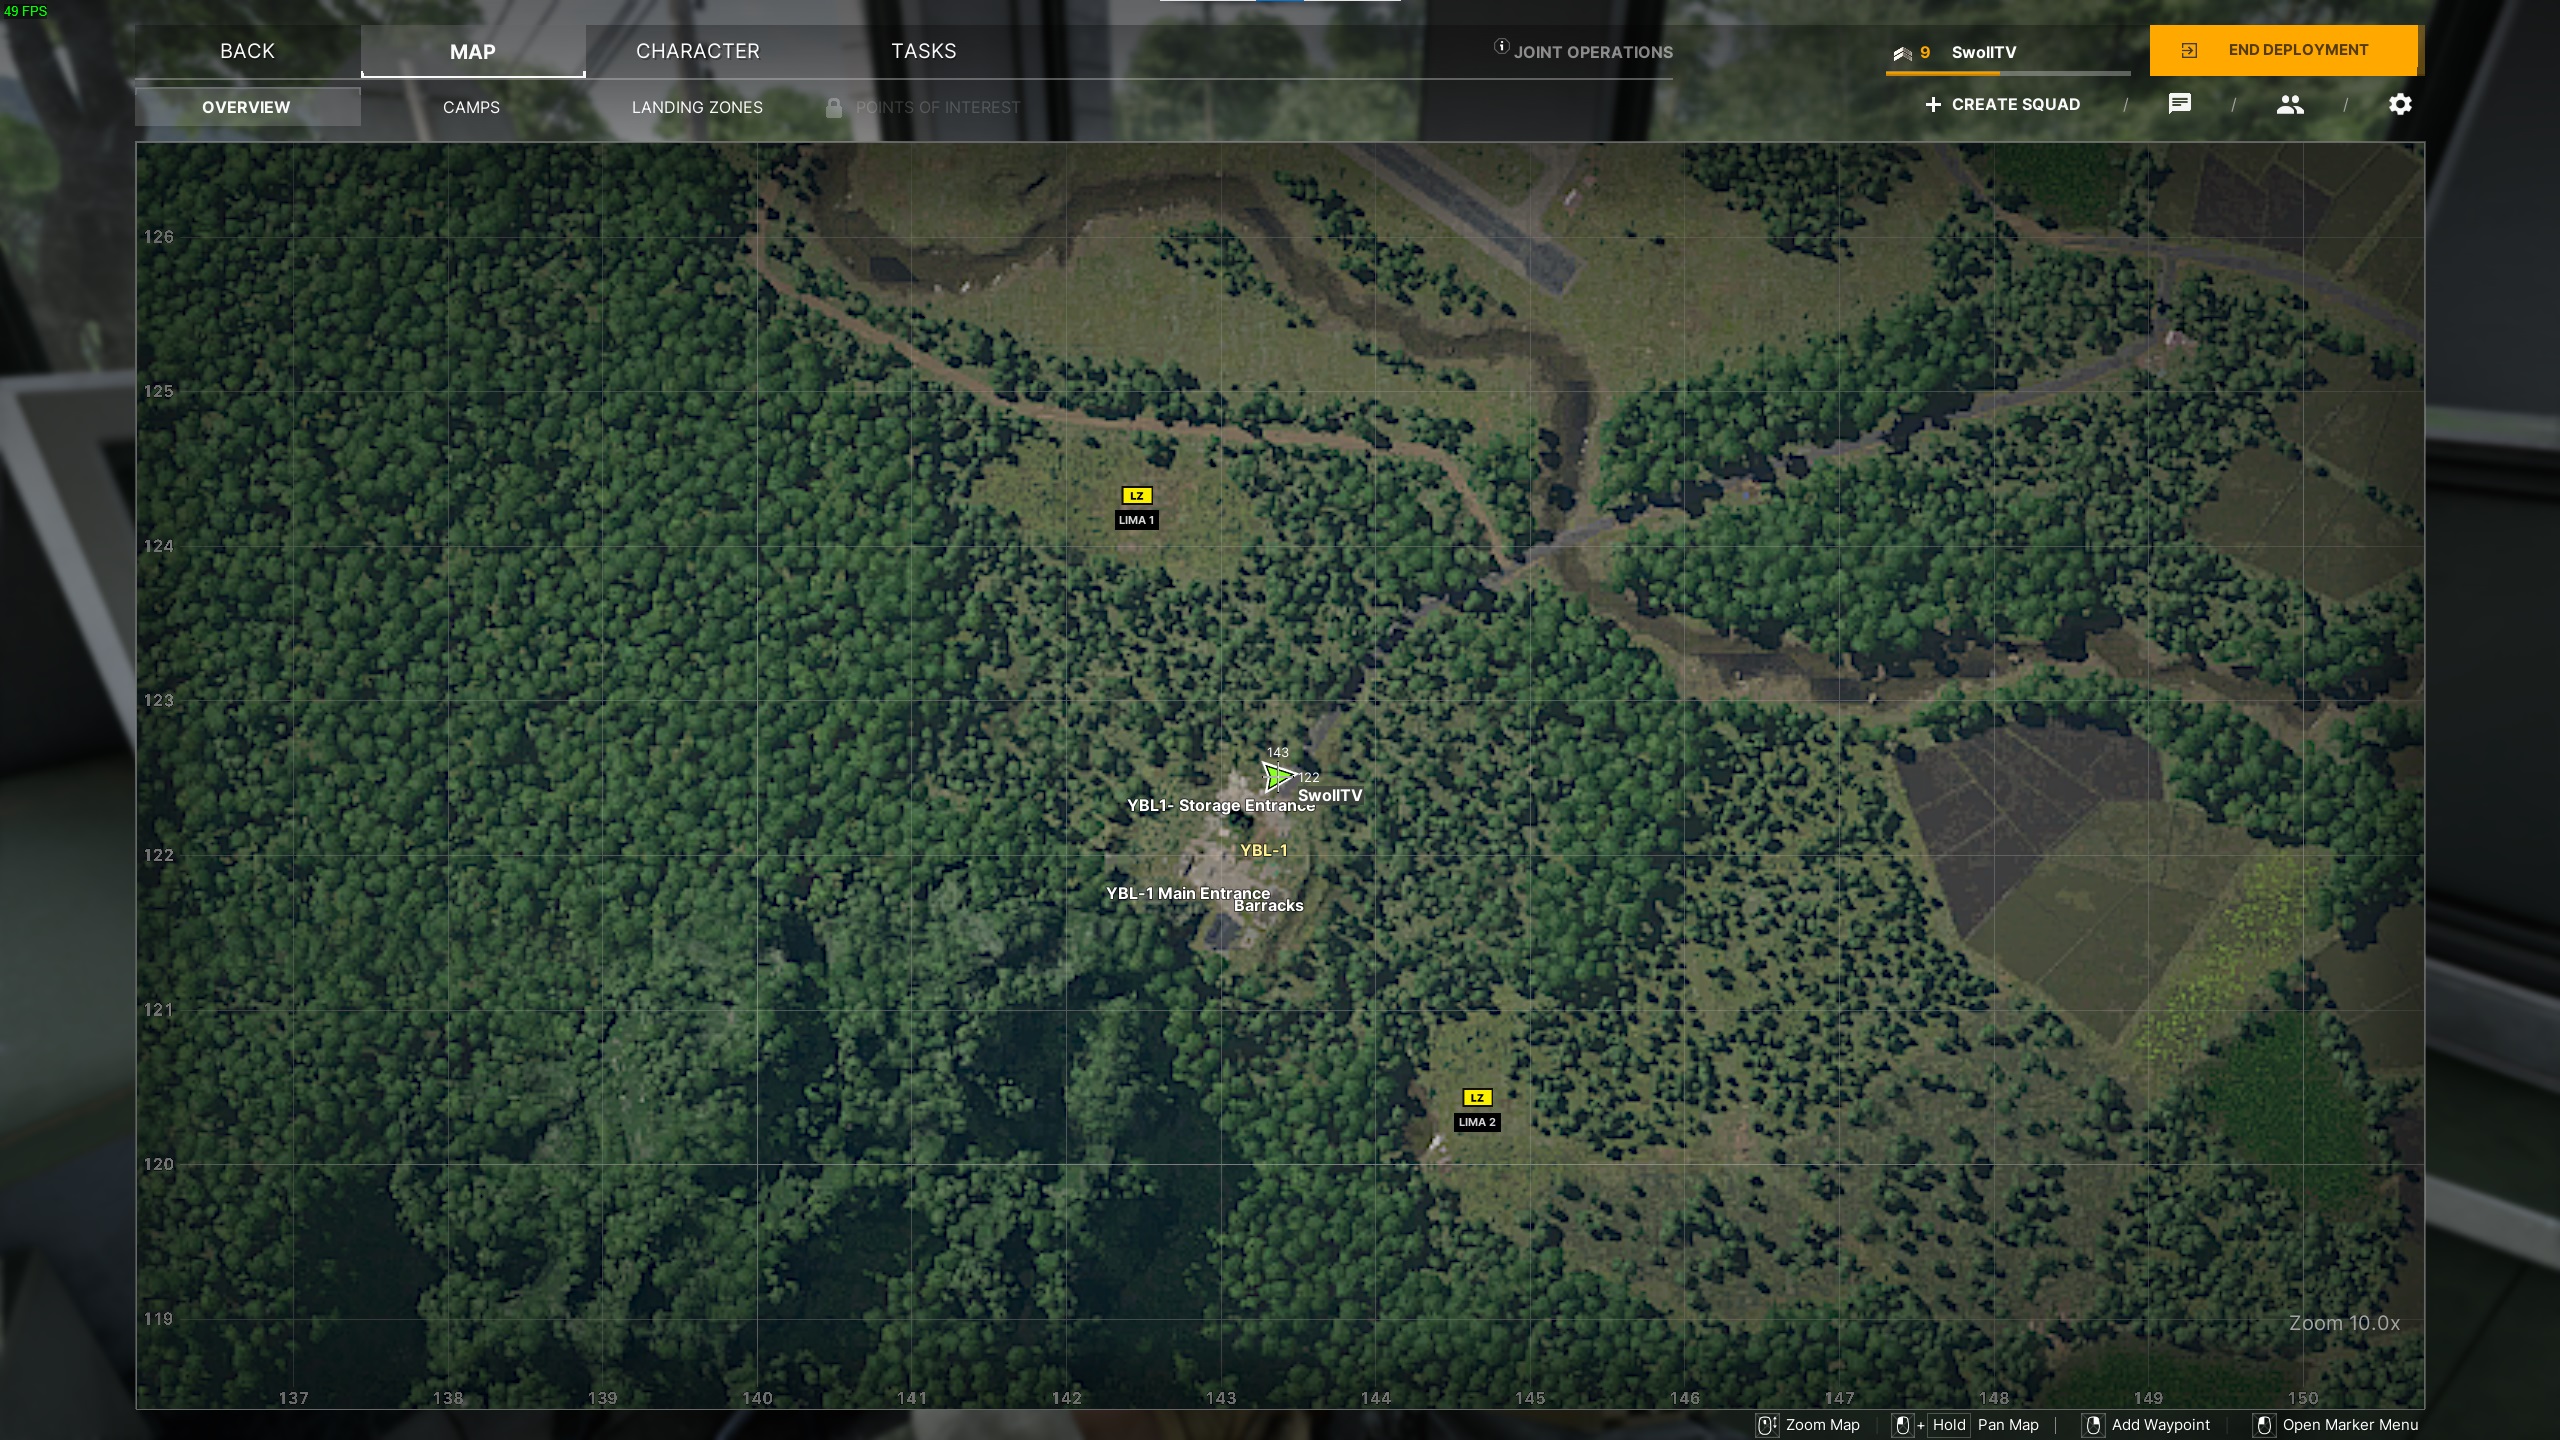 49 FPS
BACK
MAP
CHARACTER
TASKS
JOINT OPERATIONS
9 SwollTV
END DEPLOYMENT
OVERVIEW
CAMPS
LANDING ZONES
POINTS OF INTEREST
CREATE SQUAD
126
125
124
123
122
121
120
119
LZ
LIMA 1
143
122
SwollTV
YBL1- Storage Entrance
YBL-1
YBL-1 Main Entrance
Barracks
LZ
LIMA 2
Zoom 10.0x
137 138 139 140 141 142 143 144 145 146 147 148 149 150
Zoom Map
+ Hold Pan Map
Add Waypoint
Open Marker Menu